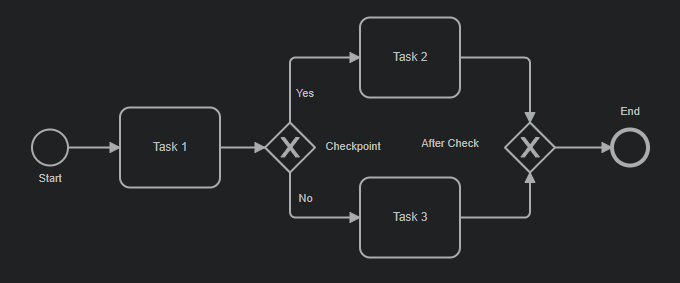 Start
Task 1
Yes
No
Checkpoint
Task 2
Task 3
After Check
End